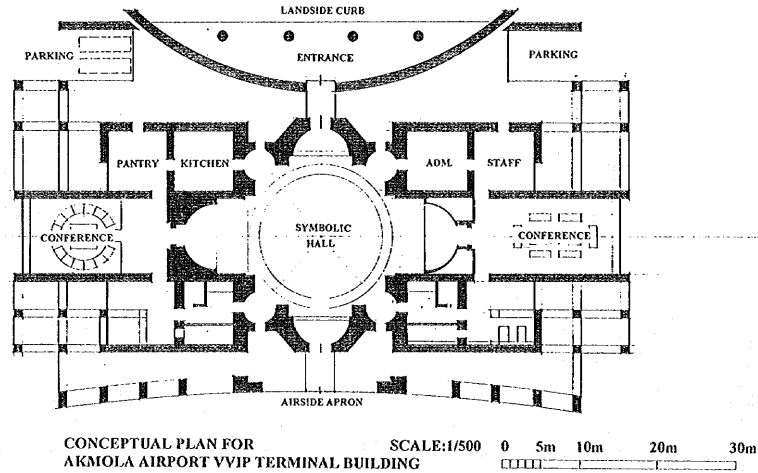 LANDSIDE CURB
PARKING
ENTRANCE
PARKING
PANTRY
KITCHEN
ADM.
STAFF
SYMBOLIC
HALL
CONFERENCE
CONFERENCE
AIRSIDE APRON
CONCEPTUAL PLAN FOR
AKMOLA AIRPORT VVIP TERMINAL BUILDING
SCALE:1/500
0 5m 10m 20m 30m